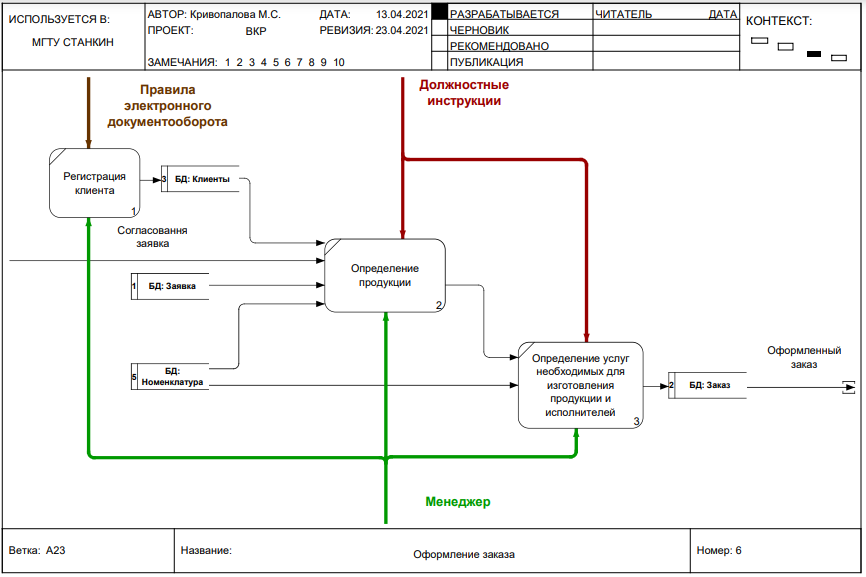 ИСПОЛЬЗУЕТСЯ В:
МГТУ СТАНКИН
АВТОР: Кривопалова М.С.
ДАТА: 13.04.2021
ПРОЕКТ: ВКР
РЕВИЗИЯ: 23.04.2021
ЗАМЕЧАНИЯ: 1 2 3 4 5 6 7 8 9 10
РАЗРАБАТЫВАЕТСЯ
ЧЕРНОВИК
РЕКОМЕНДОВАНО
ПУБЛИКАЦИЯ
ЧИТАТЕЛЬ ДАТА
КОНТЕКСТ:
Правила
электронного
документооборота
Должностные
инструкции
Регистрация
клиента
1
3 БД: Клиенты
Согласовання
заявка
Определение
продукции
2
1 БД: Заявка
5 БД:
Номенклатура
Определение услуг
необходимых для
изготовления
продукции и
исполнителей
3
2 БД: Заказ
Оформленный
заказ
Менеджер
Ветка: A23
Название:
Оформление заказа
Номер: 6